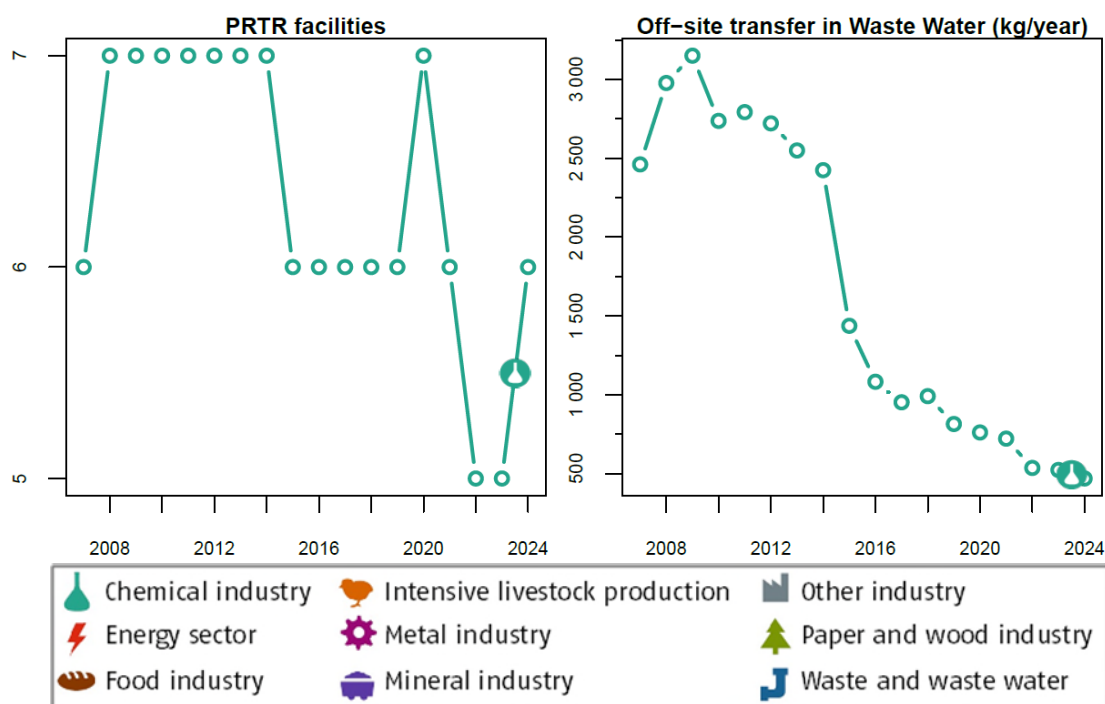 PRTR facilities
7
6
5
2008 2012 2016 2020 2024
Off−site transfer in Waste Water (kg/year)
3 000
2 500
2 000
1 500
1 000
500
2008 2012 2016 2020 2024
Chemical industry Intensive livestock production Other industry
Energy sector Metal industry Paper and wood industry
Food industry Mineral industry Waste and waste water